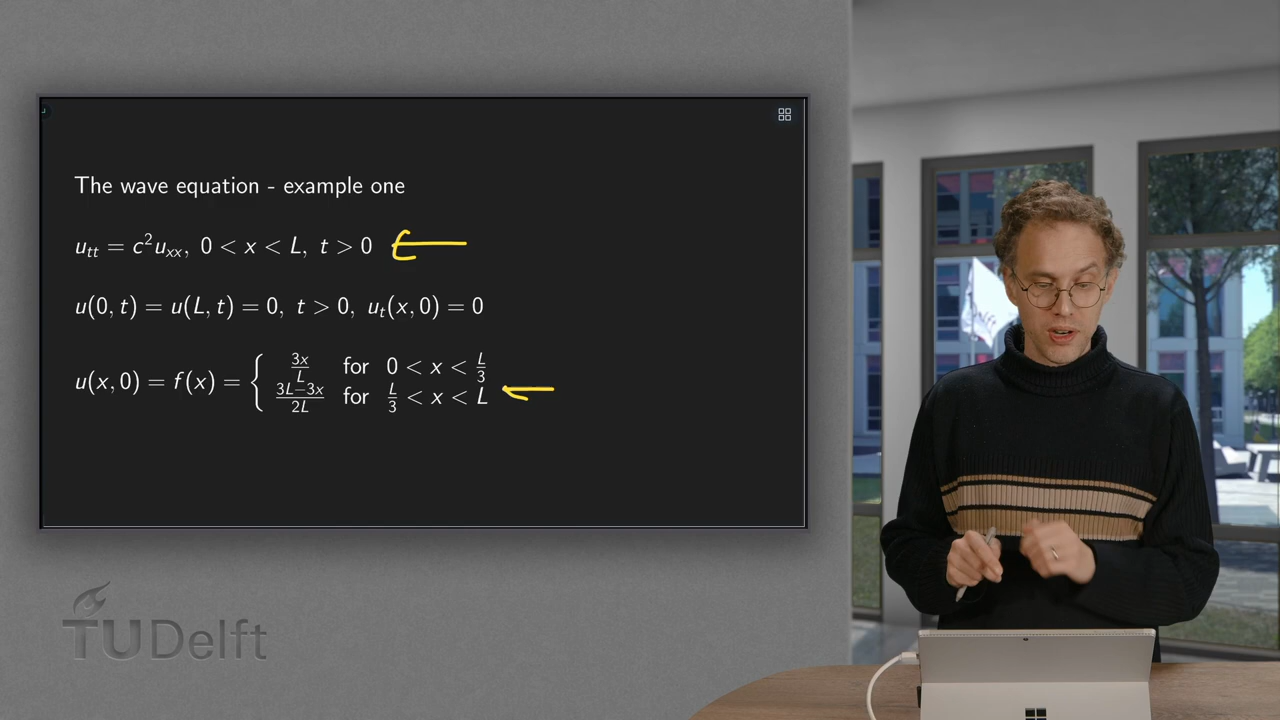 The wave equation - example one
u_tt = c²u_xx, 0 < x < L, t > 0
u(0, t) = u(L, t) = 0, t > 0, u_t(x, 0) = 0
u(x, 0) = f(x) = { 3x/L for 0 < x < L/3
(3L−3x)/(2L) for L/3 < x < L
TUDelft